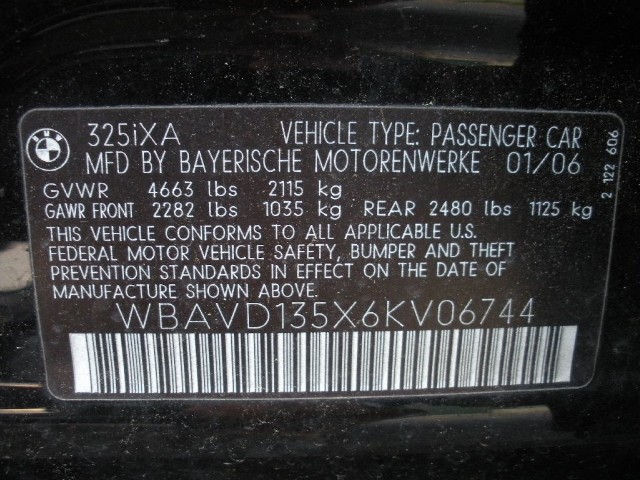 BMW
325iXA VEHICLE TYPE: PASSENGER CAR
MFD BY BAYERISCHE MOTORENWERKE 01/06
GVWR 4663 lbs 2115 kg
GAWR FRONT 2282 lbs 1035 kg REAR 2480 lbs 1125 kg
THIS VEHICLE CONFORMS TO ALL APPLICABLE U.S.
FEDERAL MOTOR VEHICLE SAFETY, BUMPER AND THEFT
PREVENTION STANDARDS IN EFFECT ON THE DATE OF
MANUFACTURE SHOWN ABOVE.
WBAVD135X6KV06744
2 122 606